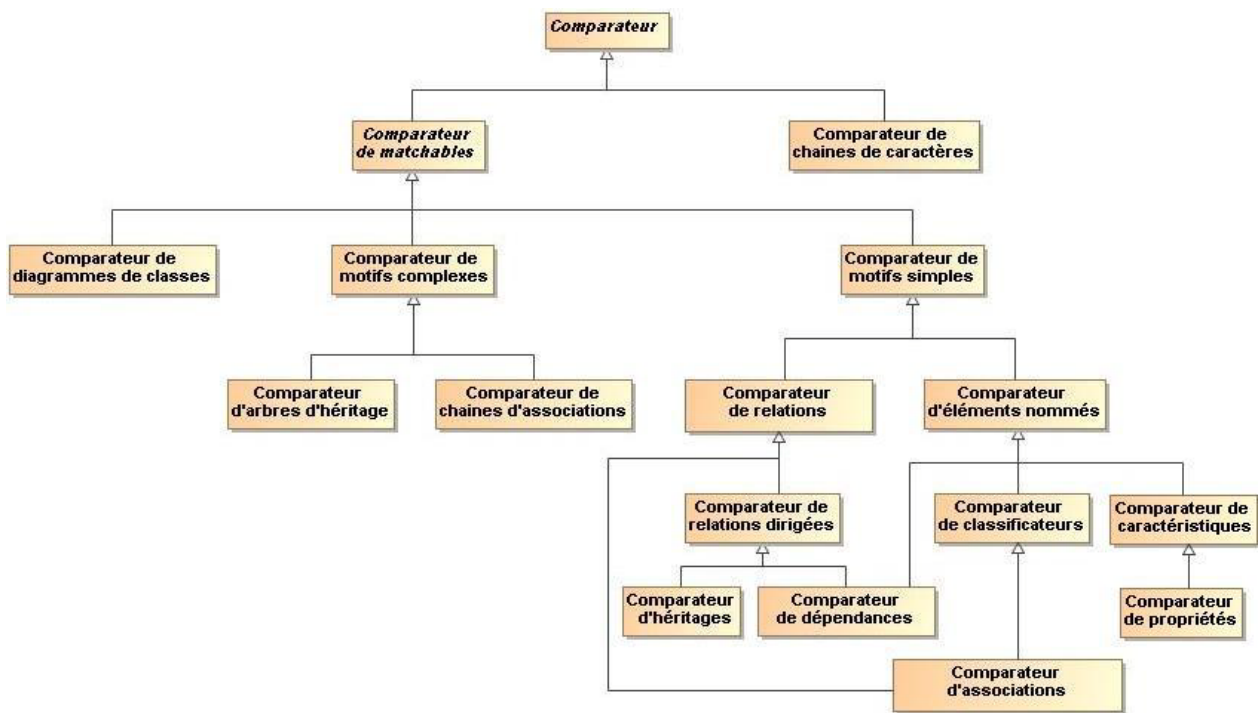 Comparateur
Comparateur
de matchables
Comparateur de
chaines de caractères
Comparateur de
diagrammes de classes
Comparateur de
motifs complexes
Comparateur de
motifs simples
Comparateur
d'arbres d'héritage
Comparateur de
chaines d'associations
Comparateur
de relations
Comparateur
d'éléments nommés
Comparateur de
relations dirigées
Comparateur
de classificateurs
Comparateur de
caractéristiques
Comparateur
d'héritages
Comparateur
de dépendances
Comparateur
de propriétés
Comparateur
d'associations